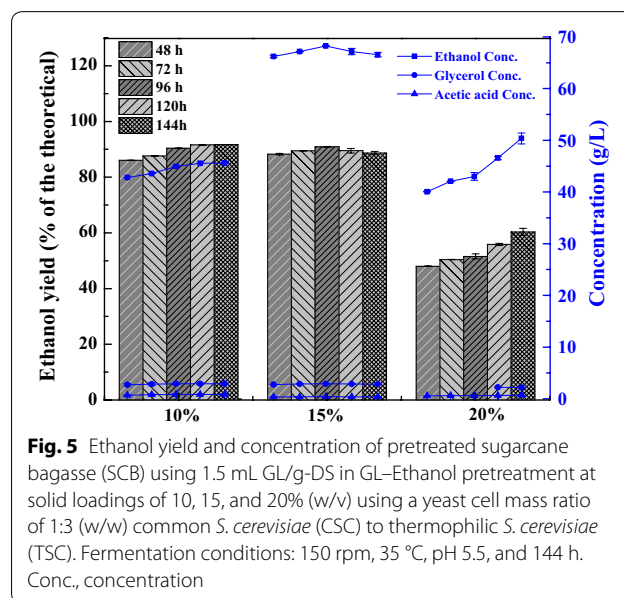 48 h
72 h
96 h
120h
144h
Ethanol Conc.
Glycerol Conc.
Acetic acid Conc.
Ethanol yield (% of the theoretical)
120
100
80
60
40
20
0
70
60
50
40
30
20
10
0
Concentration (g/L)
10%
15%
20%
Fig. 5 Ethanol yield and concentration of pretreated sugarcane
bagasse (SCB) using 1.5 mL GL/g-DS in GL–Ethanol pretreatment at
solid loadings of 10, 15, and 20% (w/v) using a yeast cell mass ratio
of 1:3 (w/w) common S. cerevisiae (CSC) to thermophilic S. cerevisiae
(TSC). Fermentation conditions: 150 rpm, 35 °C, pH 5.5, and 144 h.
Conc., concentration